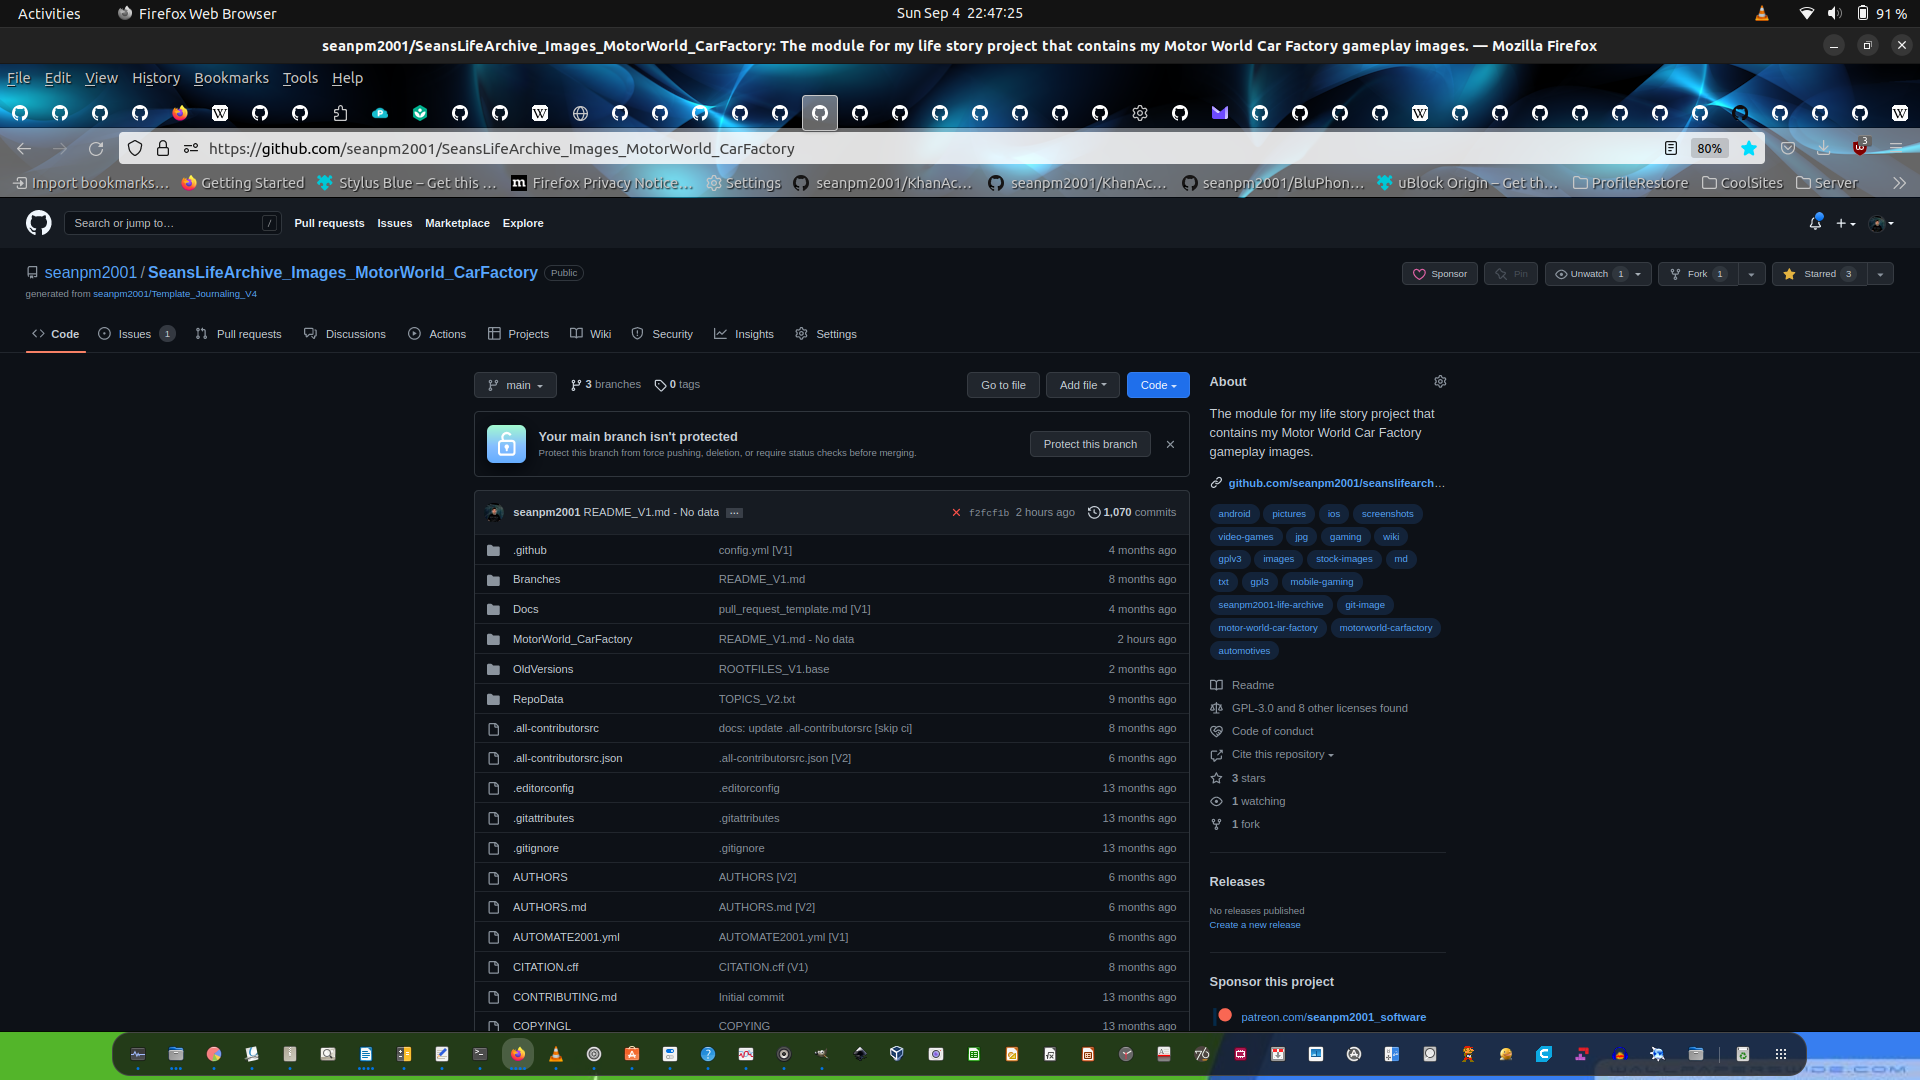 Activities Firefox Web Browser Sun Sep 4 22:47:25 91 %
seanpm2001/SeansLifeArchive_Images_MotorWorld_CarFactory: The module for my life story project that contains my Motor World Car Factory gameplay images. — Mozilla Firefox
File Edit View History Bookmarks Tools Help
https://github.com/seanpm2001/SeansLifeArchive_Images_MotorWorld_CarFactory 80% 3
Import bookmarks… Getting Started Stylus Blue – Get this … Firefox Privacy Notice… Settings seanpm2001/KhanAc… seanpm2001/KhanAc… seanpm2001/BluPhon… uBlock Origin – Get th… ProfileRestore CoolSites Server
Search or jump to… / Pull requests Issues Marketplace Explore
seanpm2001 / SeansLifeArchive_Images_MotorWorld_CarFactory Public Sponsor Pin Unwatch 1 Fork 1 Starred 3
generated from seanpm2001/Template_Journaling_V4
Code Issues 1 Pull requests Discussions Actions Projects Wiki Security Insights Settings
main 3 branches 0 tags Go to file Add file Code
Your main branch isn't protected
Protect this branch from force pushing, deletion, or require status checks before merging.
Protect this branch
seanpm2001 README_V1.md - No data … f2fcf1b 2 hours ago 1,070 commits
.github config.yml [V1] 4 months ago
Branches README_V1.md 8 months ago
Docs pull_request_template.md [V1] 4 months ago
MotorWorld_CarFactory README_V1.md - No data 2 hours ago
OldVersions ROOTFILES_V1.base 2 months ago
RepoData TOPICS_V2.txt 9 months ago
.all-contributorsrc docs: update .all-contributorsrc [skip ci] 8 months ago
.all-contributorsrc.json .all-contributorsrc.json [V2] 6 months ago
.editorconfig .editorconfig 13 months ago
.gitattributes .gitattributes 13 months ago
.gitignore .gitignore 13 months ago
AUTHORS AUTHORS [V2] 6 months ago
AUTHORS.md AUTHORS.md [V2] 6 months ago
AUTOMATE2001.yml AUTOMATE2001.yml [V1] 6 months ago
CITATION.cff CITATION.cff (V1) 8 months ago
CONTRIBUTING.md Initial commit 13 months ago
COPYINGL COPYING 13 months ago
About
The module for my life story project that
contains my Motor World Car Factory
gameplay images.
github.com/seanpm2001/seanslifearch…
android pictures ios screenshots
video-games jpg gaming wiki
gplv3 images stock-images md
txt gpl3 mobile-gaming
seanpm2001-life-archive git-image
motor-world-car-factory motorworld-carfactory
automotives
Readme
GPL-3.0 and 8 other licenses found
Code of conduct
Cite this repository
3 stars
1 watching
1 fork
Releases
No releases published
Create a new release
Sponsor this project
patreon.com/seanpm2001_software